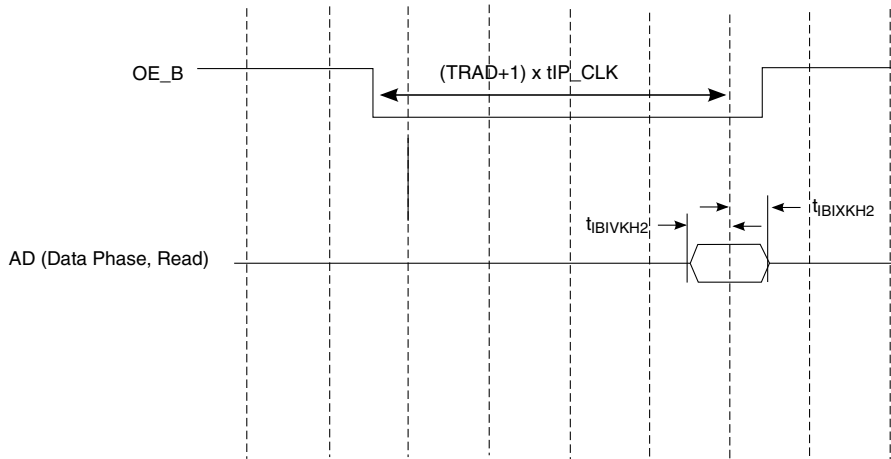 OE_B
(TRAD+1) x tIP_CLK
tIBIVKH2
tIBIXKH2
AD (Data Phase, Read)